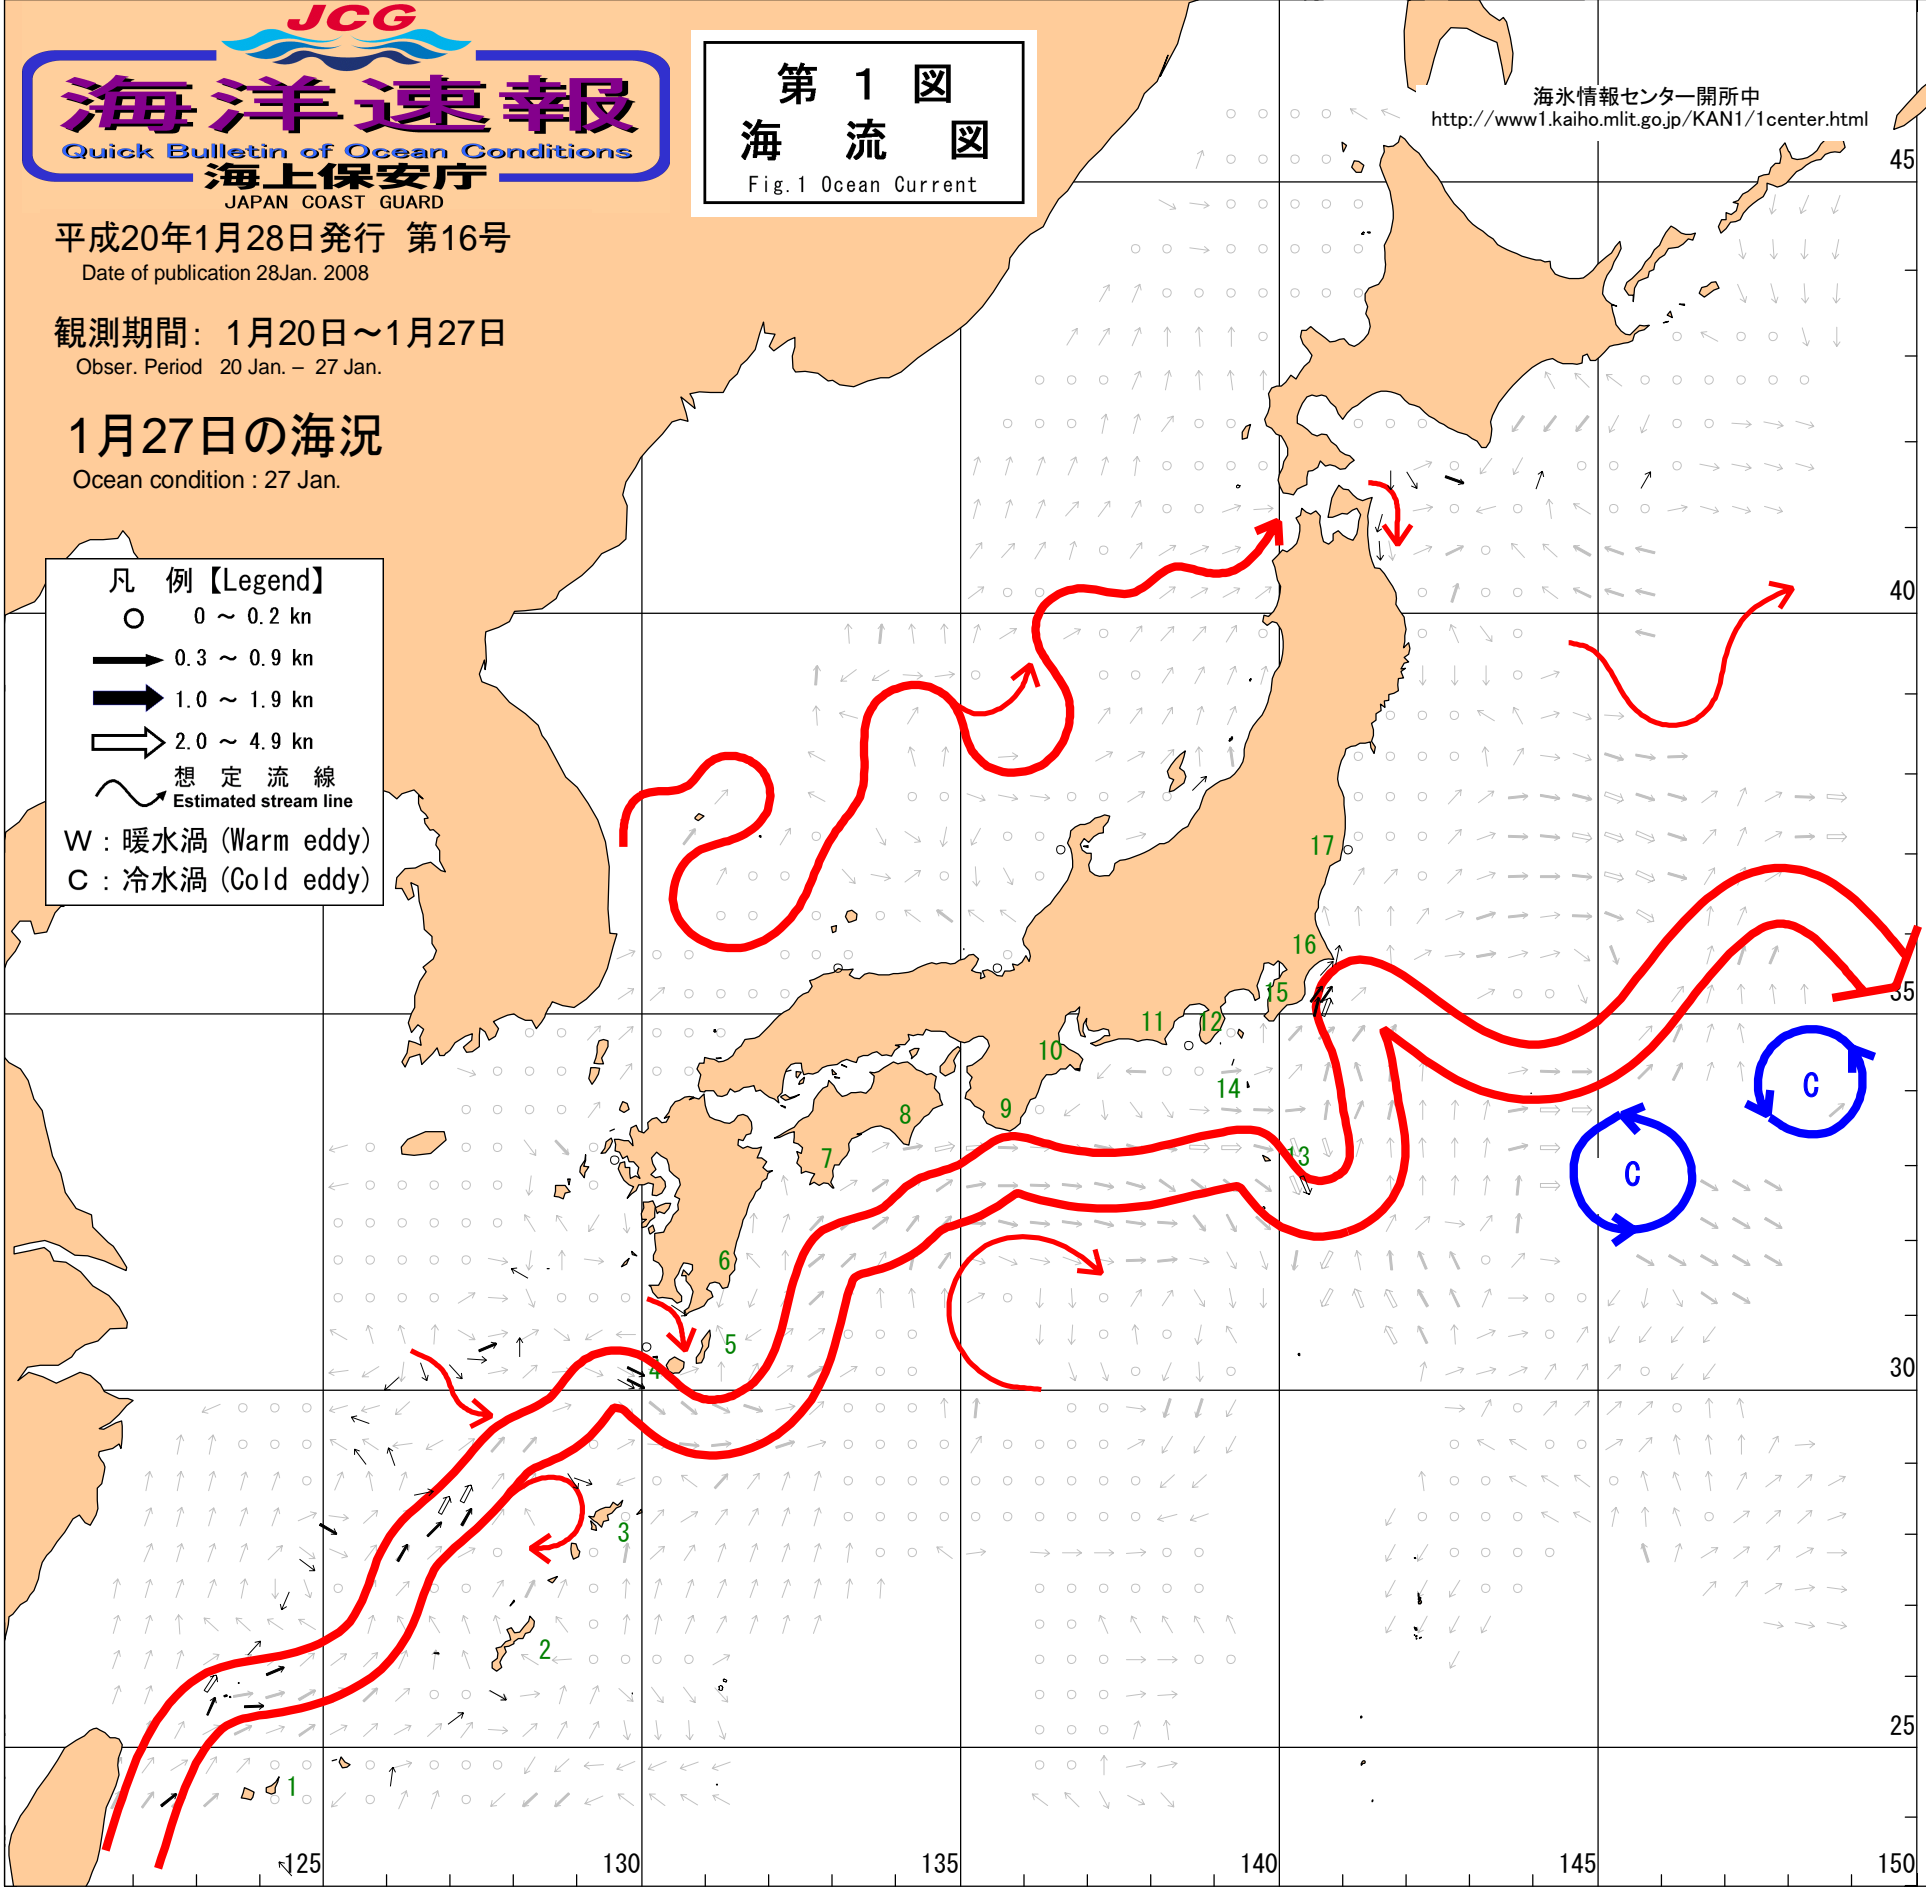 JCG
海洋速報
Quick Bulletin of Ocean Conditions
海上保安庁
JAPAN COAST GUARD
平成20年1月28日発行 第16号
Date of publication 28Jan. 2008
観測期間: 1月20日～1月27日
Obser. Period 20 Jan. – 27 Jan.
1月27日の海況
Ocean condition : 27 Jan.
第 1 図
海 流 図
Fig.1 Ocean Current
海氷情報センター開所中
http://www1.kaiho.mlit.go.jp/KAN1/1center.html
凡 例【Legend】
0 ～ 0.2 kn
0.3 ～ 0.9 kn
1.0 ～ 1.9 kn
2.0 ～ 4.9 kn
想 定 流 線
Estimated stream line
W : 暖水渦 (Warm eddy)
C : 冷水渦 (Cold eddy)
45
40
35
30
25
17
16
15
11
12
10
14
9
8
7
13
6
5
4
3
2
1
C
C
125
130
135
140
145
150